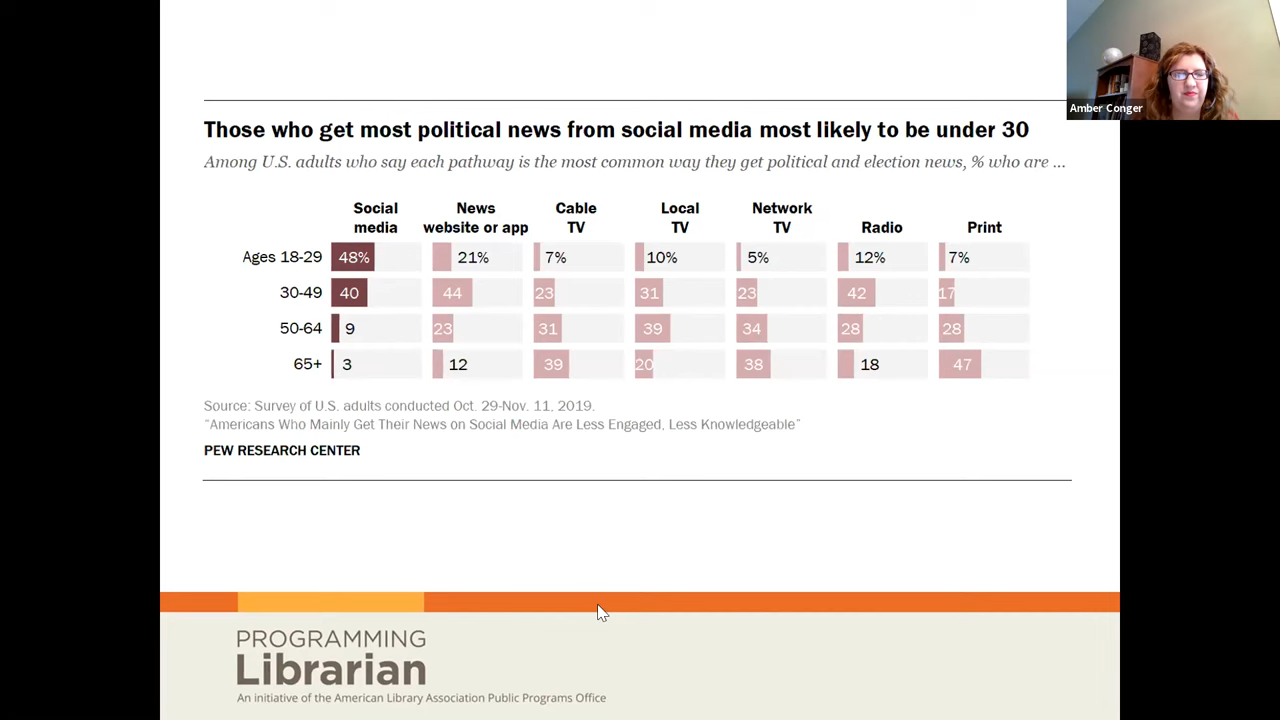 Amber Conger
Those who get most political news from social media most likely to be under 30
Among U.S. adults who say each pathway is the most common way they get political and election news, % who are ...
Social media News website or app Cable TV Local TV Network TV Radio Print
Ages 18-29 48% 21% 7% 10% 5% 12% 7%
30-49 40 44 23 31 23 42 17
50-64 9 23 31 39 34 28 28
65+ 3 12 39 20 38 18 47
Source: Survey of U.S. adults conducted Oct. 29-Nov. 11, 2019.
“Americans Who Mainly Get Their News on Social Media Are Less Engaged, Less Knowledgeable”
PEW RESEARCH CENTER
PROGRAMMING
Librarian
An initiative of the American Library Association Public Programs Office